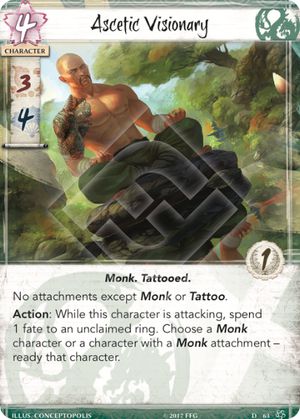 4
Ascetic Visionary
CHARACTER
3
4
Monk. Tattooed.
1
No attachments except Monk or Tattoo.
Action: While this character is attacking, spend
1 fate to an unclaimed ring. Choose a Monk
character or a character with a Monk attachment –
ready that character.
ILLUS. CONCEPTOPOLIS
©2017 FFG
D 61